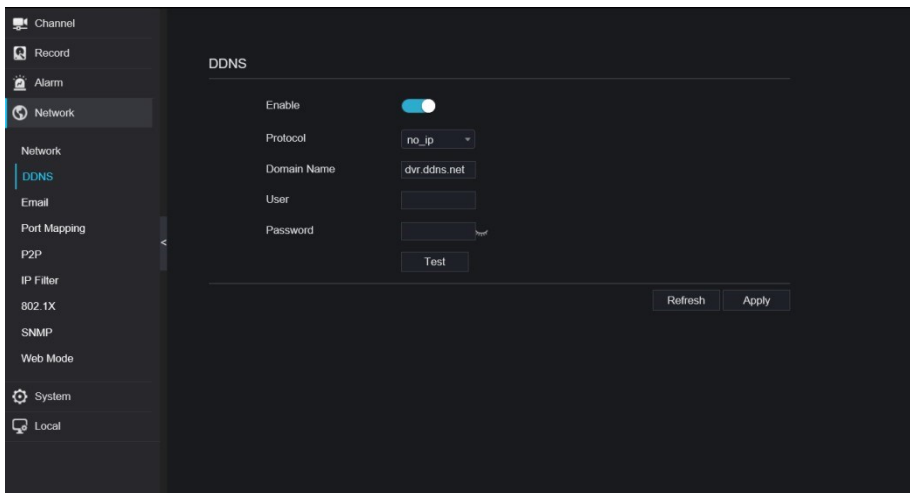 Channel
Record
Alarm
Network
Network
DDNS
Email
Port Mapping
P2P
IP Filter
802.1X
SNMP
Web Mode
System
Local
<
DDNS
Enable
Protocol no_ip
Domain Name dvr.ddns.net
User
Password
Test
Refresh Apply